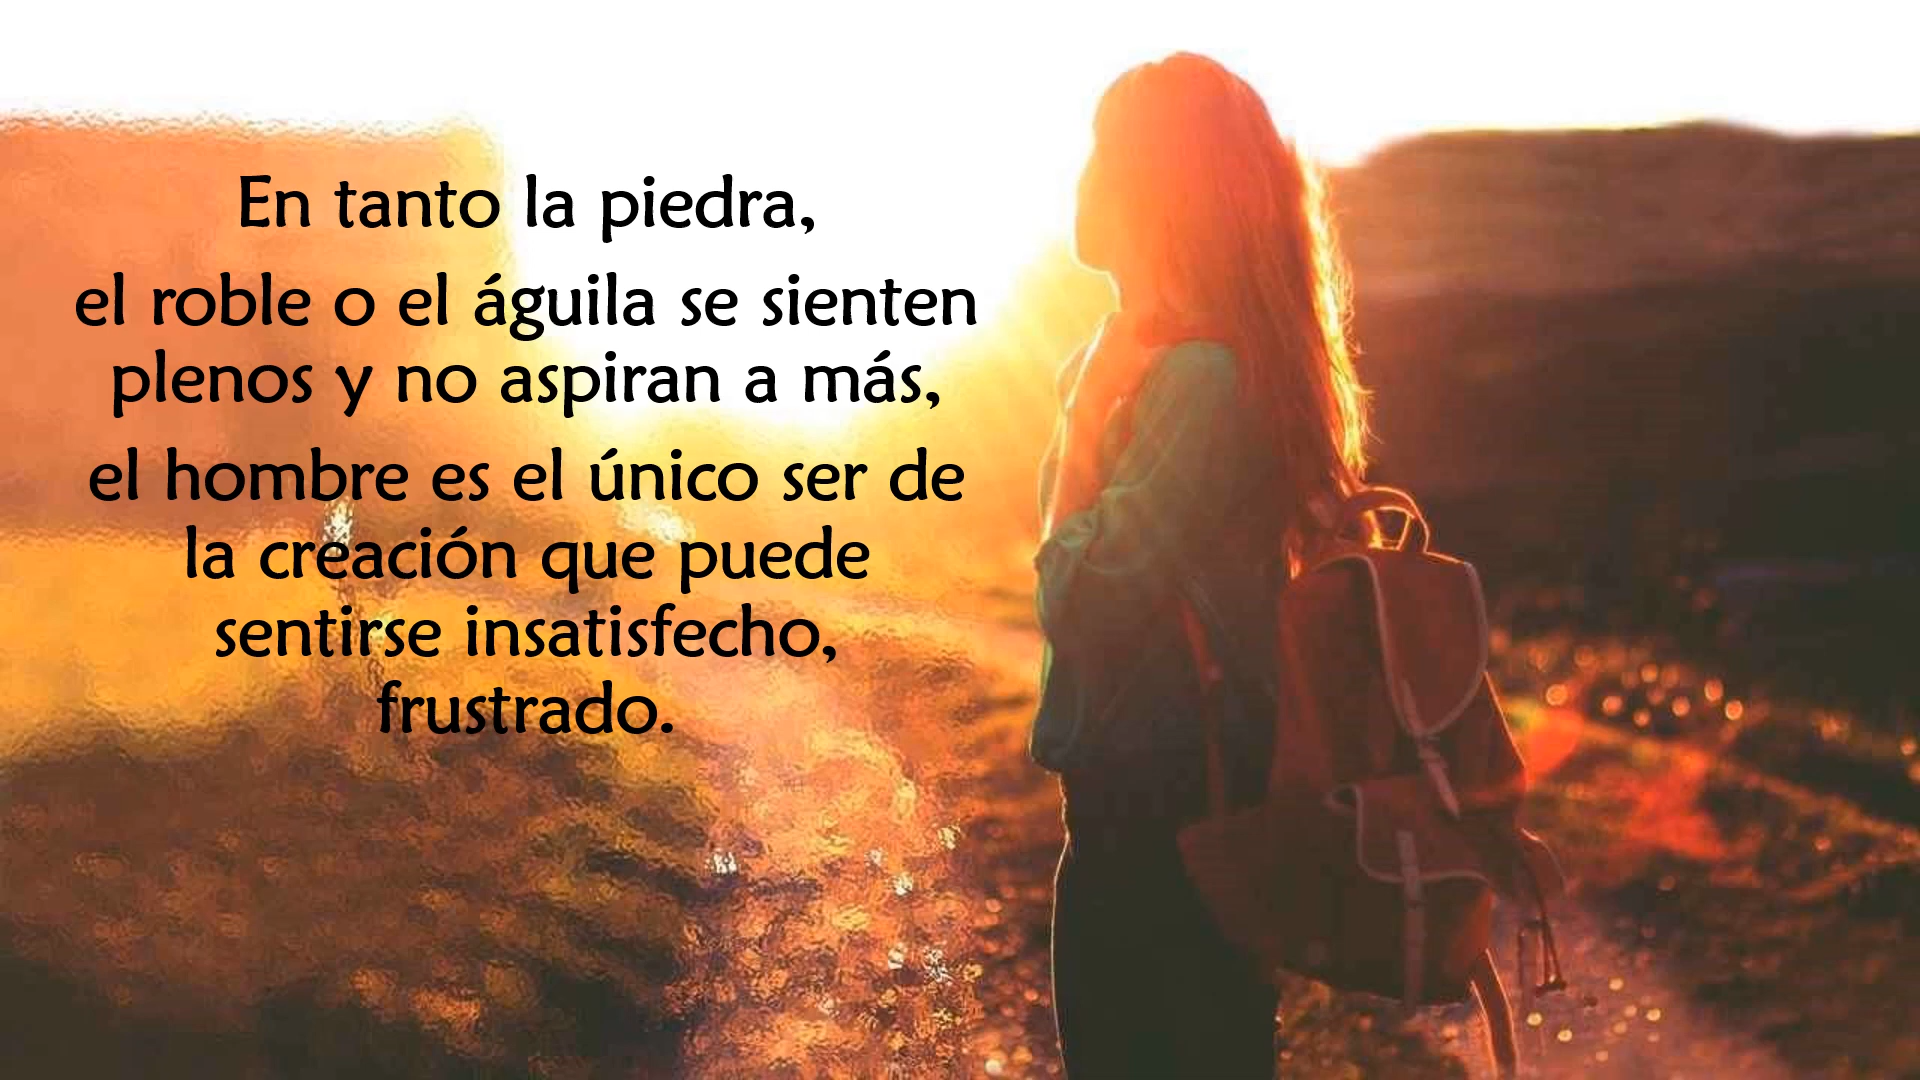 En tanto la piedra,
el roble o el águila se sienten
plenos y no aspiran a más,
el hombre es el único ser de
la creación que puede
sentirse insatisfecho,
frustrado.